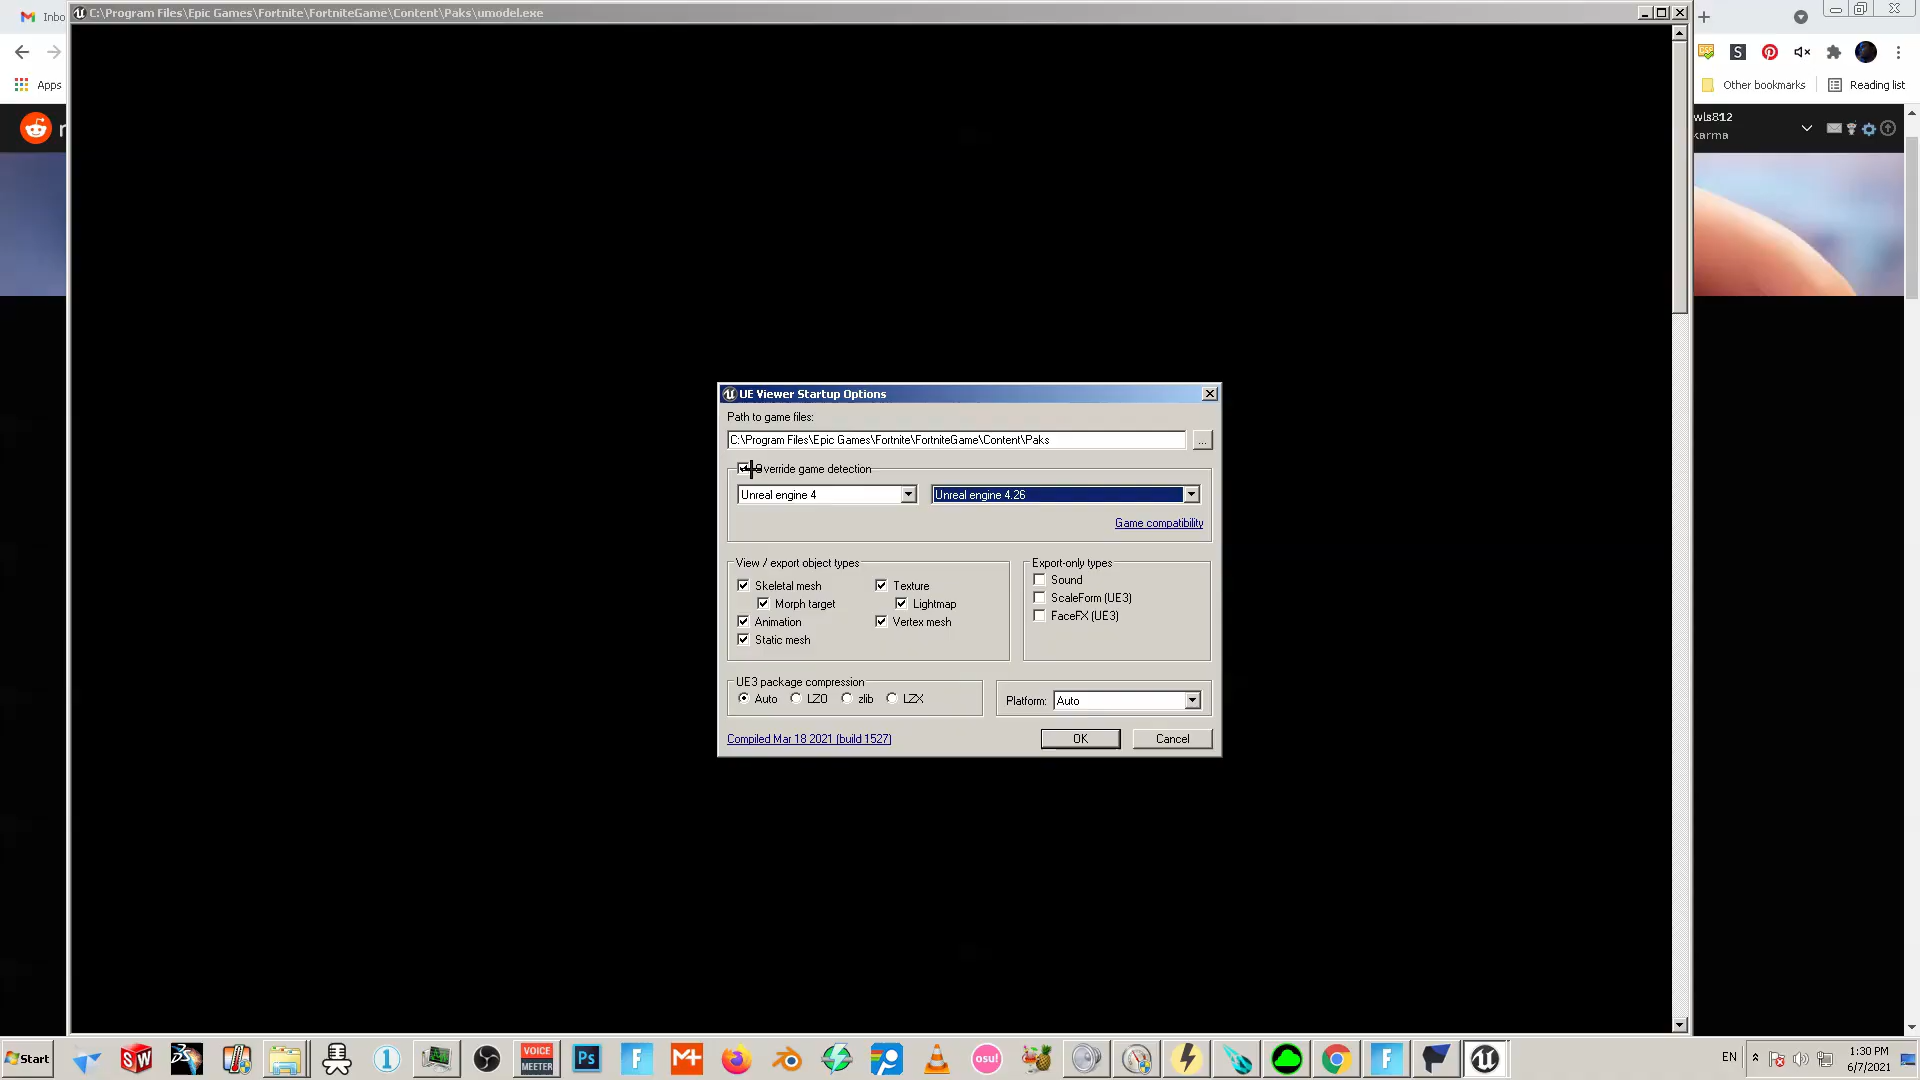 Inbo
C:\Program Files\Epic Games\Fortnite\FortniteGame\Content\Paks\umodel.exe
Apps
Other bookmarks
Reading list
wls812
karma
UE Viewer Startup Options
Path to game files:
C:\Program Files\Epic Games\Fortnite\FortniteGame\Content\Paks
...
Override game detection
Unreal engine 4
Unreal engine 4.26
Game compatibility
View / export object types
Export-only types
Skeletal mesh
Texture
Sound
Morph target
Lightmap
ScaleForm (UE3)
Animation
Vertex mesh
FaceFX (UE3)
Static mesh
UE3 package compression
Auto
LZO
zlib
LZX
Platform:
Auto
Compiled Mar 18 2021 (build 1527)
OK
Cancel
Start
SW
1
VOICE
MEETER
Ps
F
M+
osu!
F
EN
1:30 PM
6/7/2021